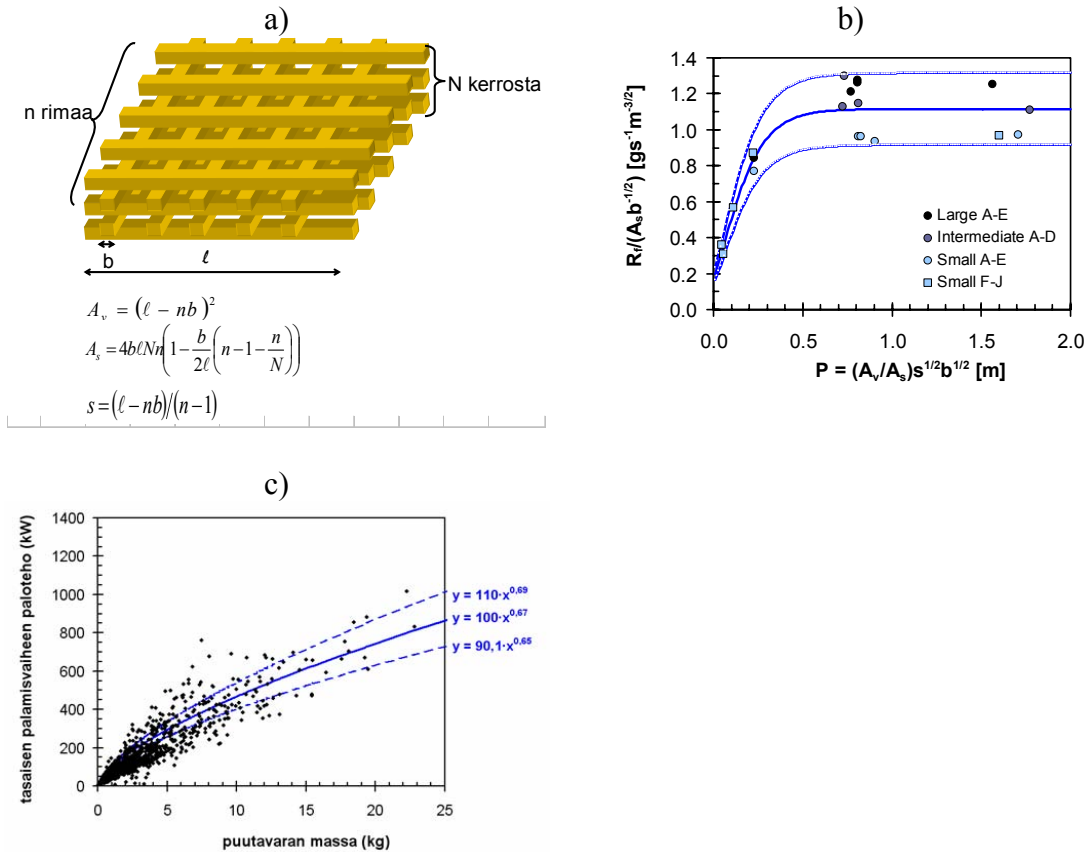 a)
n rimaa
N kerrosta
b
ℓ
A_v = (ℓ − nb)²
A_s = 4bℓNn(1 − b/2ℓ(n − 1 − n/N))
s = (ℓ − nb)/(n − 1)
b)
R_f/(A_s b^-1/2) [gs^-1 m^-3/2]
1.4
1.2
1.0
0.8
0.6
0.4
0.2
0.0
Large A-E
Intermediate A-D
Small A-E
Small F-J
0.0 0.5 1.0 1.5 2.0
P = (A_v/A_s)s^1/2 b^1/2 [m]
c)
tasaisen palamisvaiheen paloteho (kW)
1400
1200
1000
800
600
400
200
0
y = 110·x^0,69
y = 100·x^0,67
y = 90,1·x^0,65
0 5 10 15 20 25
puutavaran massa (kg)